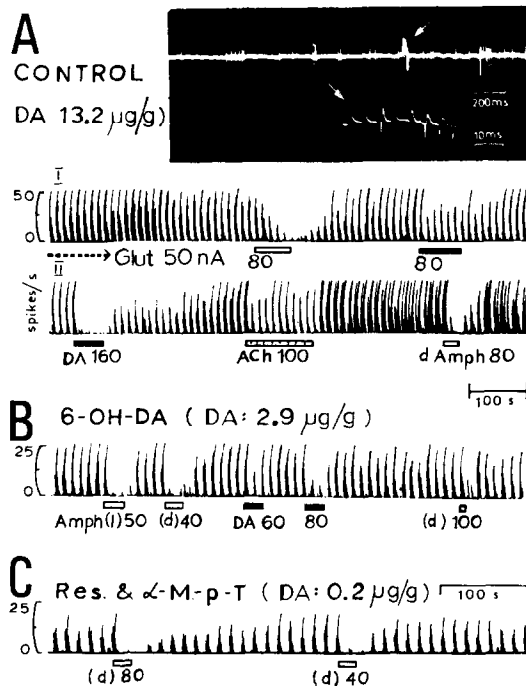 A
CONTROL
DA 13.2 µg/g)
200ms
10ms
I
50
0
80
80
Glut 50 nA
II
spikes/s
DA 160
ACh 100
d Amph 80
100 s
B
6-OH-DA ( DA: 2.9 µg/g )
25
0
Amph (l) 50
(d) 40
DA 60
80
(d) 100
C
Res. & α-M-p-T ( DA: 0.2 µg/g )
100 s
25
0
(d) 80
(d) 40